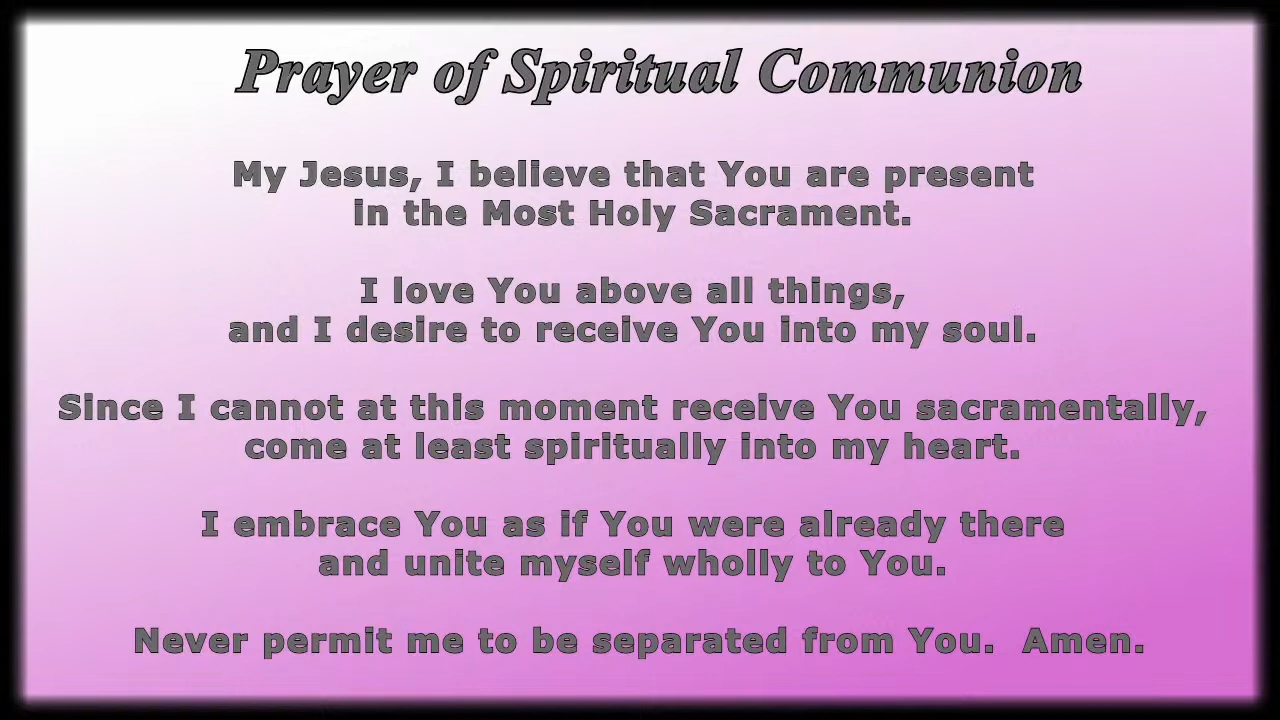 Prayer of Spiritual Communion
My Jesus, I believe that You are present
in the Most Holy Sacrament.
I love You above all things,
and I desire to receive You into my soul.
Since I cannot at this moment receive You sacramentally,
come at least spiritually into my heart.
I embrace You as if You were already there
and unite myself wholly to You.
Never permit me to be separated from You.  Amen.